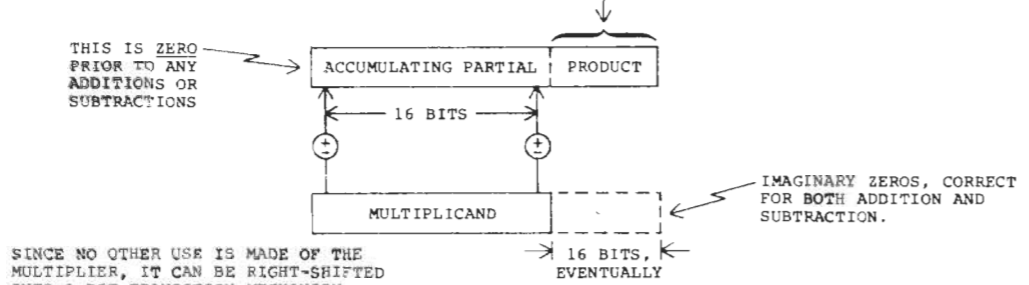 THIS IS ZERO
PRIOR TO ANY
ADDITIONS OR
SUBTRACTIONS
ACCUMULATING PARTIAL PRODUCT
16 BITS
±
±
MULTIPLICAND
IMAGINARY ZEROS, CORRECT
FOR BOTH ADDITION AND
SUBTRACTION.
16 BITS,
EVENTUALLY
SINCE NO OTHER USE IS MADE OF THE
MULTIPLIER, IT CAN BE RIGHT-SHIFTED